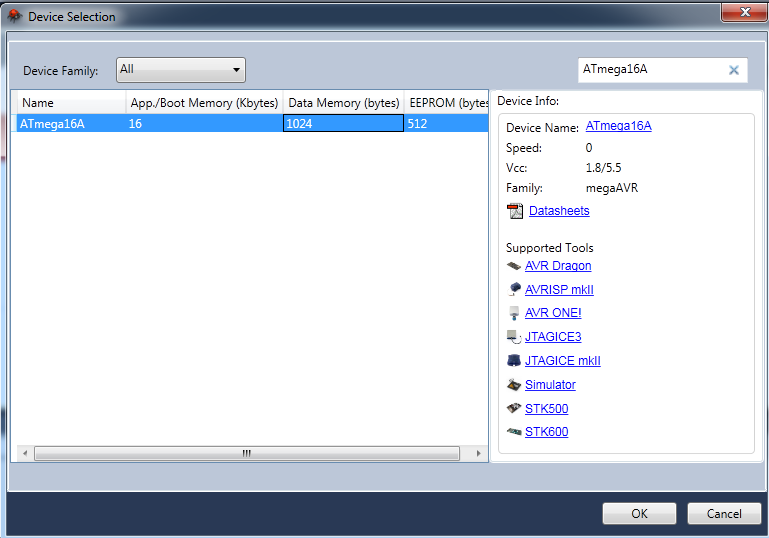 Device Selection
Device Family: All
ATmega16A
Name App./Boot Memory (Kbytes) Data Memory (bytes) EEPROM (bytes
ATmega16A 16 1024 512
Device Info:
Device Name: ATmega16A
Speed: 0
Vcc: 1.8/5.5
Family: megaAVR
Datasheets
Supported Tools
AVR Dragon
AVRISP mkII
AVR ONE!
JTAGICE3
JTAGICE mkII
Simulator
STK500
STK600
OK Cancel